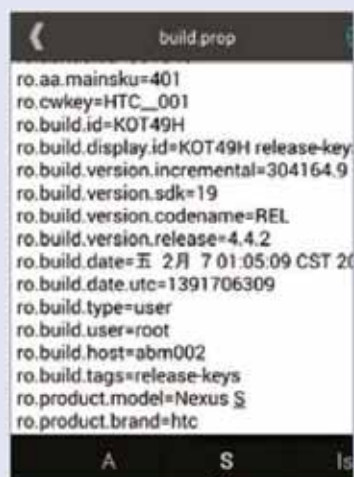 build.prop
ro.aa.mainsku=401
ro.cwkey=HTC__001
ro.build.id=KOT49H
ro.build.display.id=KOT49H release-key
ro.build.version.incremental=304164.9
ro.build.version.sdk=19
ro.build.version.codename=REL
ro.build.version.release=4.4.2
ro.build.date=五 2月 7 01:05:09 CST 20
ro.build.date.utc=1391706309
ro.build.type=user
ro.build.user=root
ro.build.host=abm002
ro.build.tags=release-keys
ro.product.model=Nexus S
ro.product.brand=htc
A S Is